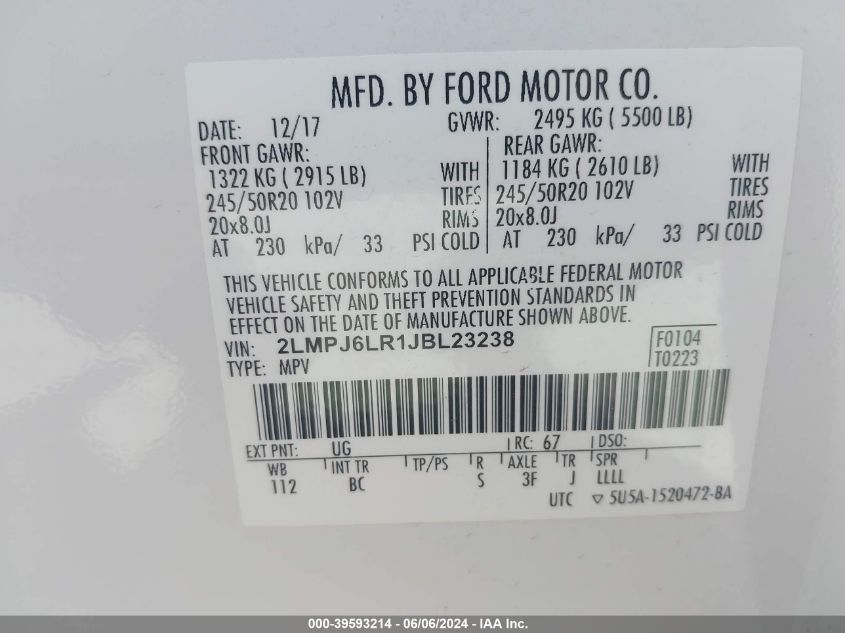 MFD. BY FORD MOTOR CO.
DATE: 12/17 GVWR: 2495 KG ( 5500 LB)
FRONT GAWR: REAR GAWR:
1322 KG ( 2915 LB) WITH 1184 KG ( 2610 LB) WITH
245/50R20 102V TIRES 245/50R20 102V TIRES
20x8.0J RIMS 20x8.0J RIMS
AT 230 kPa/ 33 PSI COLD AT 230 kPa/ 33 PSI COLD
THIS VEHICLE CONFORMS TO ALL APPLICABLE FEDERAL MOTOR
VEHICLE SAFETY AND THEFT PREVENTION STANDARDS IN
EFFECT ON THE DATE OF MANUFACTURE SHOWN ABOVE.
VIN: 2LMPJ6LR1JBL23238 F0104
TYPE: MPV T0223
EXT PNT: UG RC: 67 DSO:
WB INT TR TP/PS R AXLE TR SPR
112 BC S 3F J LLLL
UTC ▽ 5U5A-1520472-BA
000-39593214 - 06/06/2024 - IAA Inc.